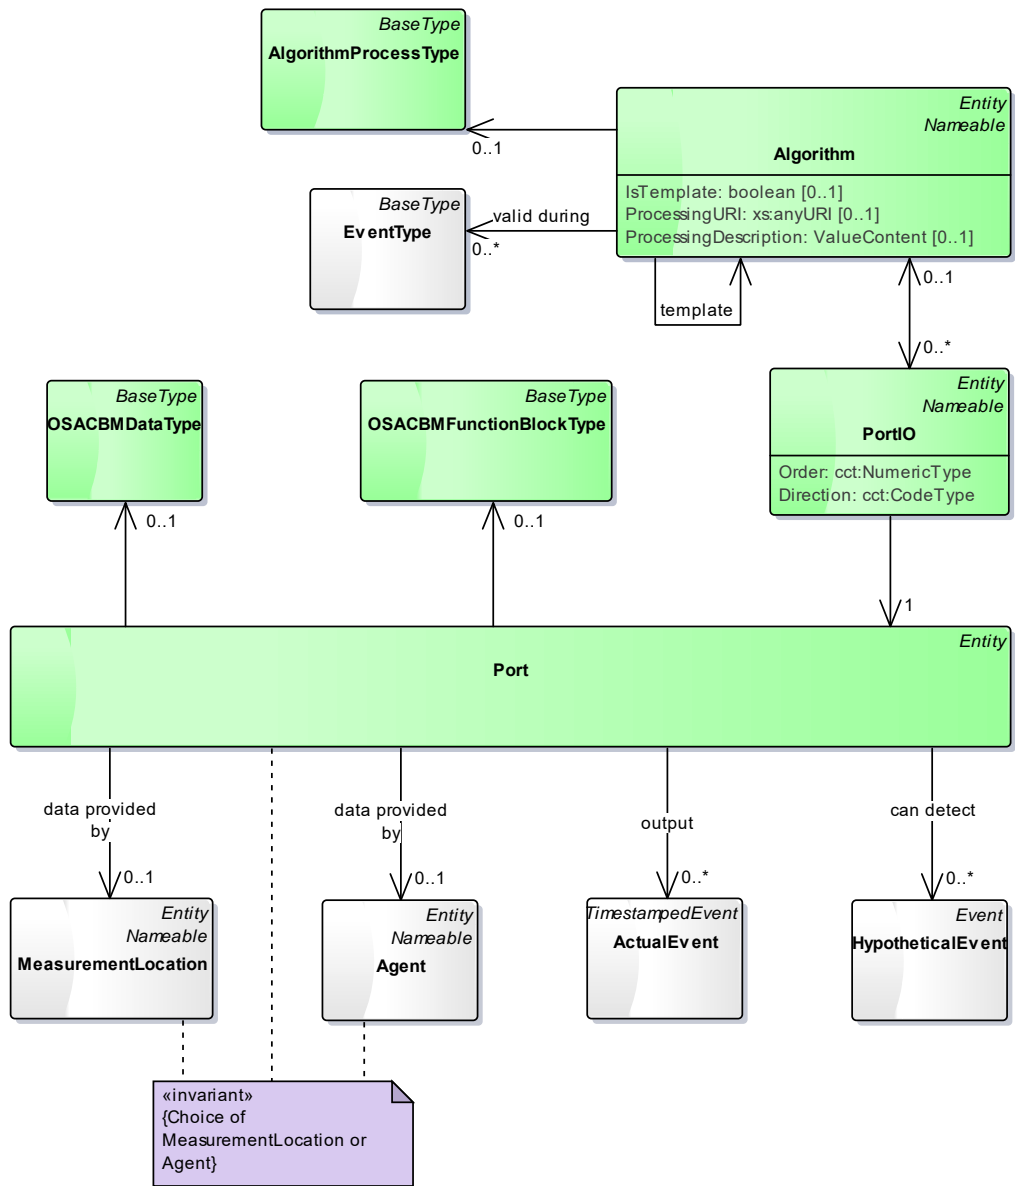 BaseType
AlgorithmProcessType
0..1
Entity
Nameable
Algorithm
IsTemplate: boolean [0..1]
ProcessingURI: xs:anyURI [0..1]
ProcessingDescription: ValueContent [0..1]
BaseType
EventType
valid during
0..*
template
0..1
0..*
BaseType
OSACBMDataType
0..1
BaseType
OSACBMFunctionBlockType
0..1
Entity
Nameable
PortIO
Order: cct:NumericType
Direction: cct:CodeType
1
Entity
Port
data provided
by
0..1
data provided
by
0..1
output
0..*
can detect
0..*
Entity
Nameable
MeasurementLocation
Entity
Nameable
Agent
TimestampedEvent
ActualEvent
Event
HypotheticalEvent
«invariant»
{Choice of
MeasurementLocation or
Agent}